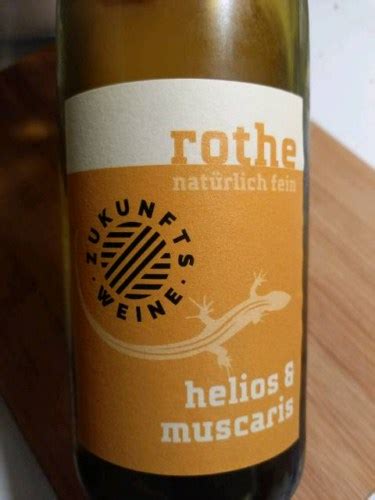 rothe
natürlich fein
ZUKUNFTS
WEINE
helios &
muscaris